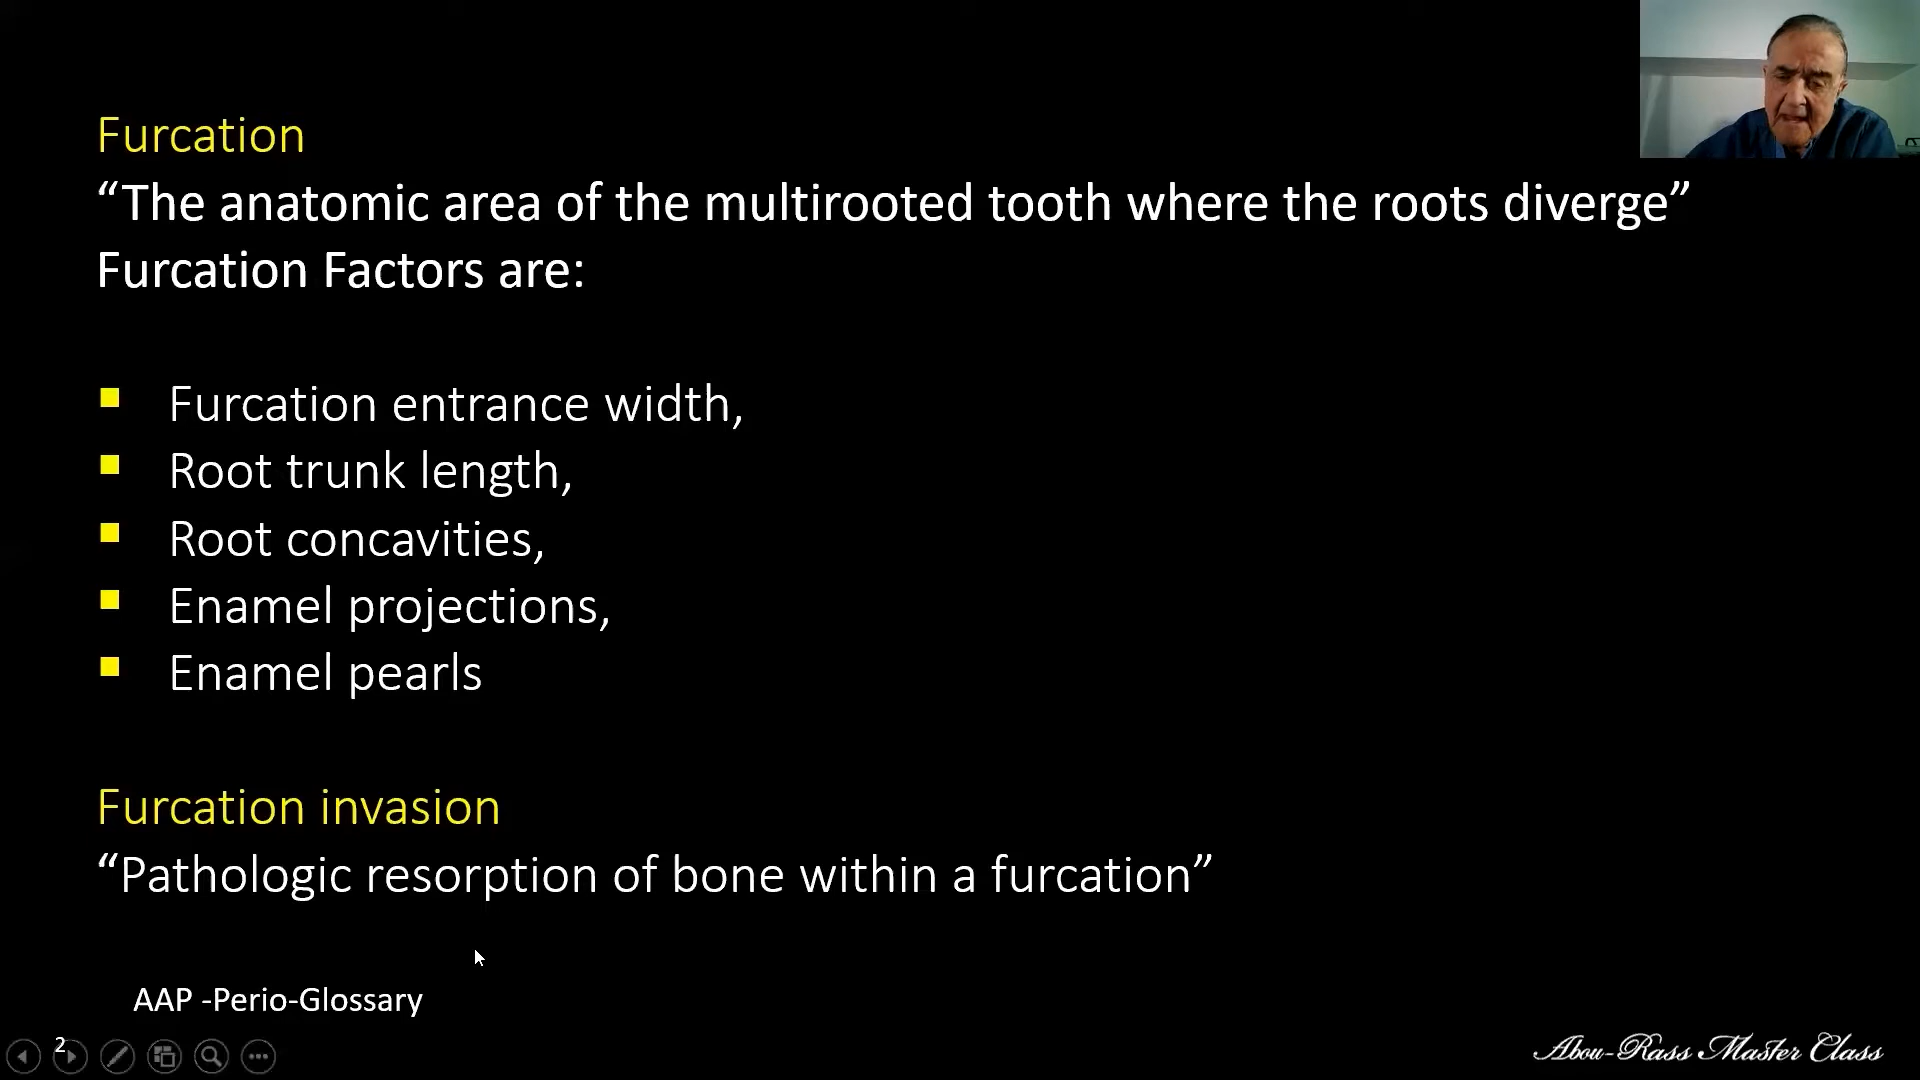 Furcation
“The anatomic area of the multirooted tooth where the roots diverge”
Furcation Factors are:
Furcation entrance width,
Root trunk length,
Root concavities,
Enamel projections,
Enamel pearls
Furcation invasion
“Pathologic resorption of bone within a furcation”
AAP -Perio-Glossary
2
Abou-Rass Master Class